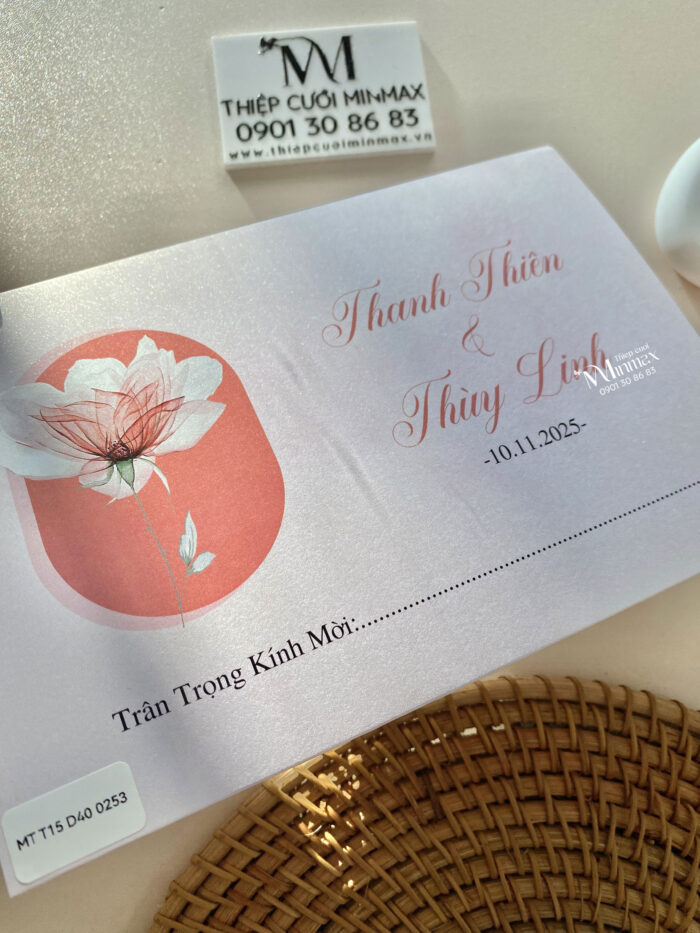 THIỆP CƯỚI MINMAX
0901 30 86 83
www.thiepcuoiminmax.vn
Thanh Thiên
&
Thùy Linh
Thiệp cưới
Minmax
0901 30 86 83
-10.11.2025-
Trân Trọng Kính Mời:..................................................
MT T15 D40 0253